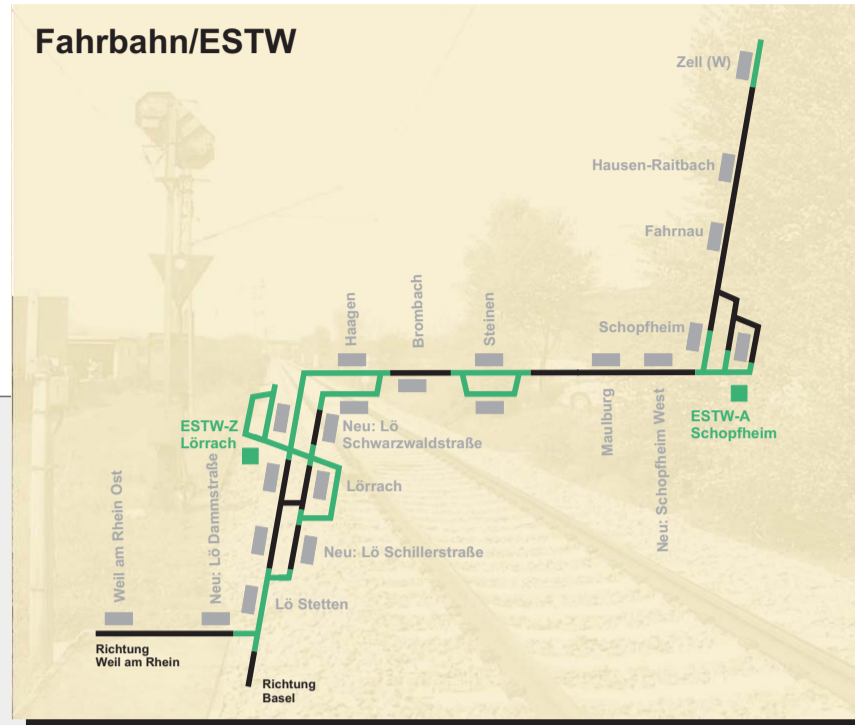 Fahrbahn/ESTW
Zell (W)
Hausen-Raitbach
Fahrnau
Schopfheim
Haagen
Brombach
Steinen
ESTW-Z
Lörrach
Neu: Lö
Schwarzwaldstraße
Maulburg
Neu: Schopfheim West
ESTW-A
Schopfheim
Lörrach
Weil am Rhein Ost
Neu: Lö Dammstraße
Neu: Lö Schillerstraße
Lö Stetten
Richtung
Weil am Rhein
Richtung
Basel